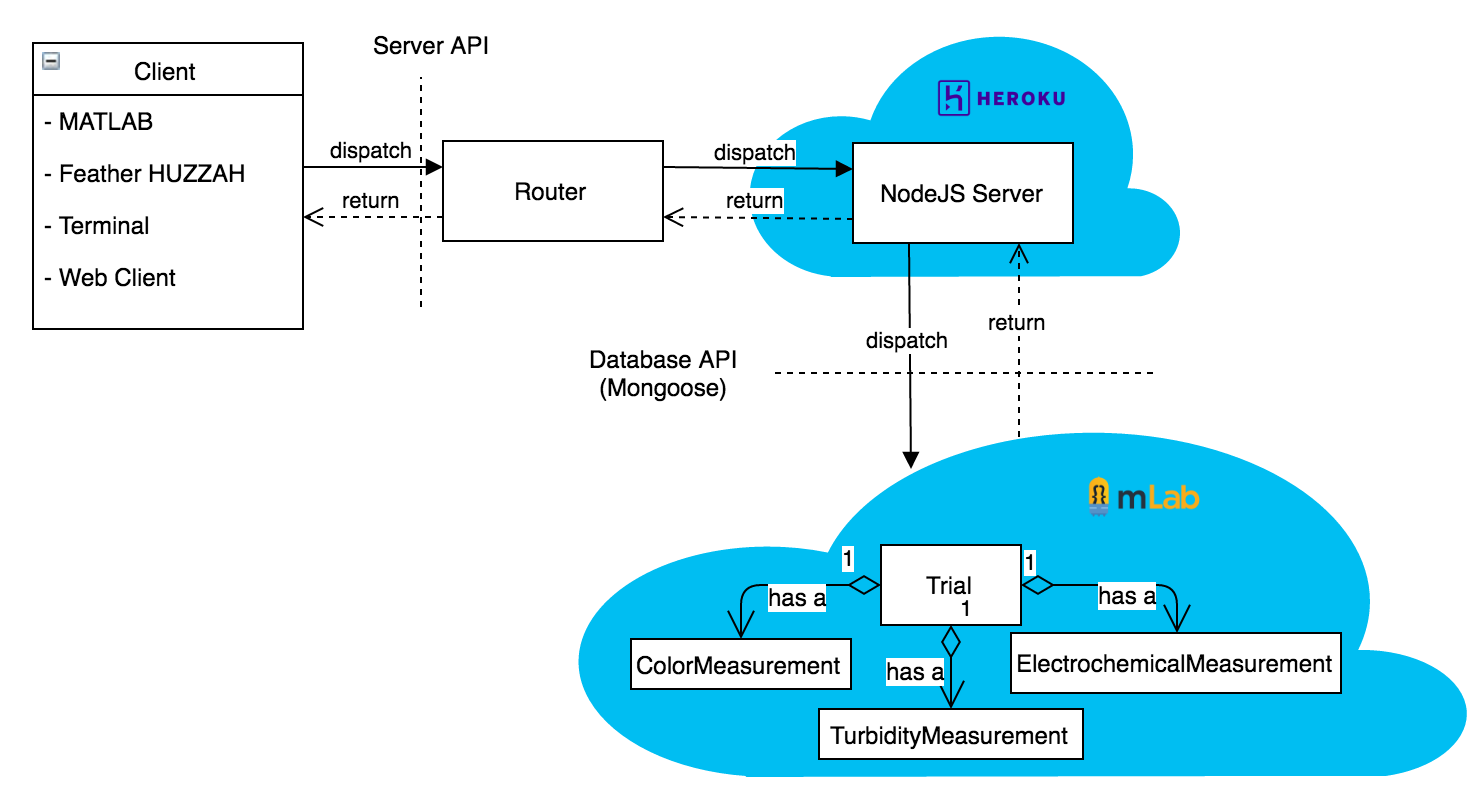 Server API
Client
- MATLAB
- Feather HUZZAH
- Terminal
- Web Client
dispatch
return
Router
dispatch
return
HEROKU
NodeJS Server
dispatch
return
Database API
(Mongoose)
mLab
1
Trial
1
1
has a
has a
has a
ColorMeasurement
ElectrochemicalMeasurement
TurbidityMeasurement